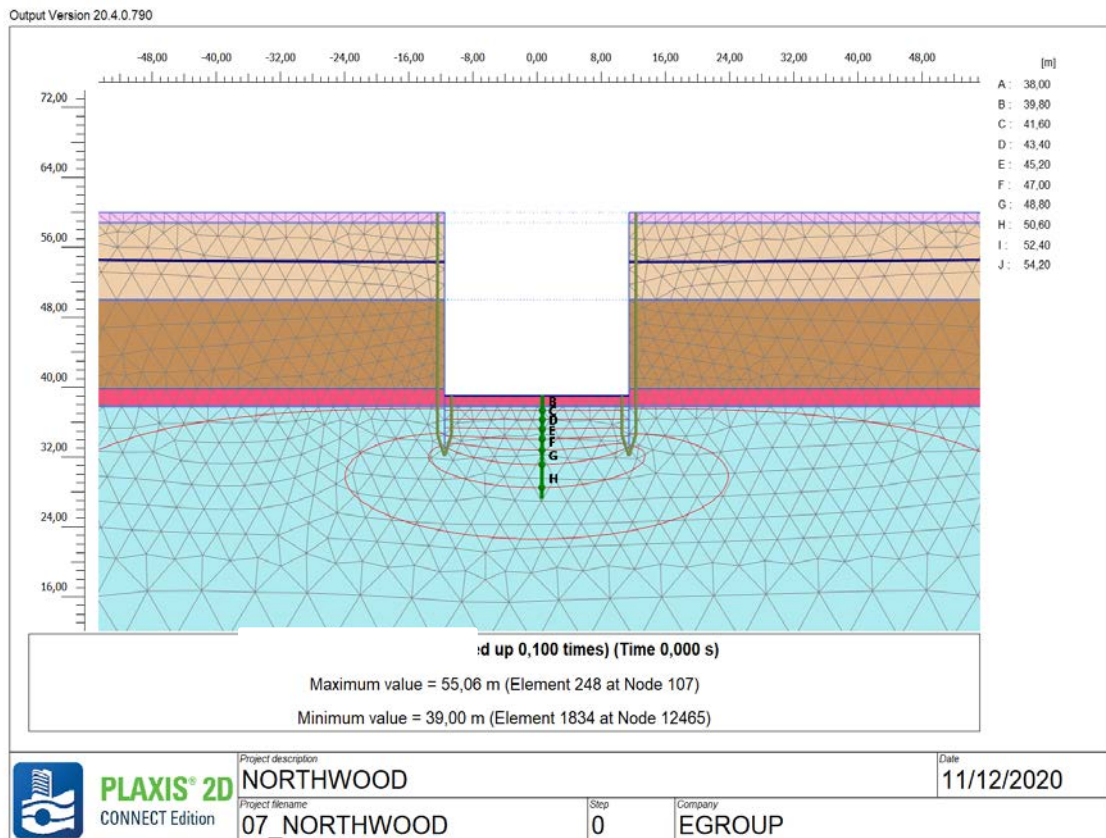 Output Version 20.4.0.790
-48,00 -40,00 -32,00 -24,00 -16,00 -8,00 0,00 8,00 16,00 24,00 32,00 40,00 48,00
[m]
A : 38,00
B : 39,80
C : 41,60
D : 43,40
E : 45,20
F : 47,00
G : 48,80
H : 50,60
I : 52,40
J : 54,20
72,00
64,00
56,00
48,00
40,00
32,00
24,00
16,00
B
C
D
E
F
G
H
ed up 0,100 times) (Time 0,000 s)
Maximum value = 55,06 m (Element 248 at Node 107)
Minimum value = 39,00 m (Element 1834 at Node 12465)
PLAXIS® 2D
CONNECT Edition
Project description
NORTHWOOD
Date
11/12/2020
Project filename
07_NORTHWOOD
Step
0
Company
EGROUP